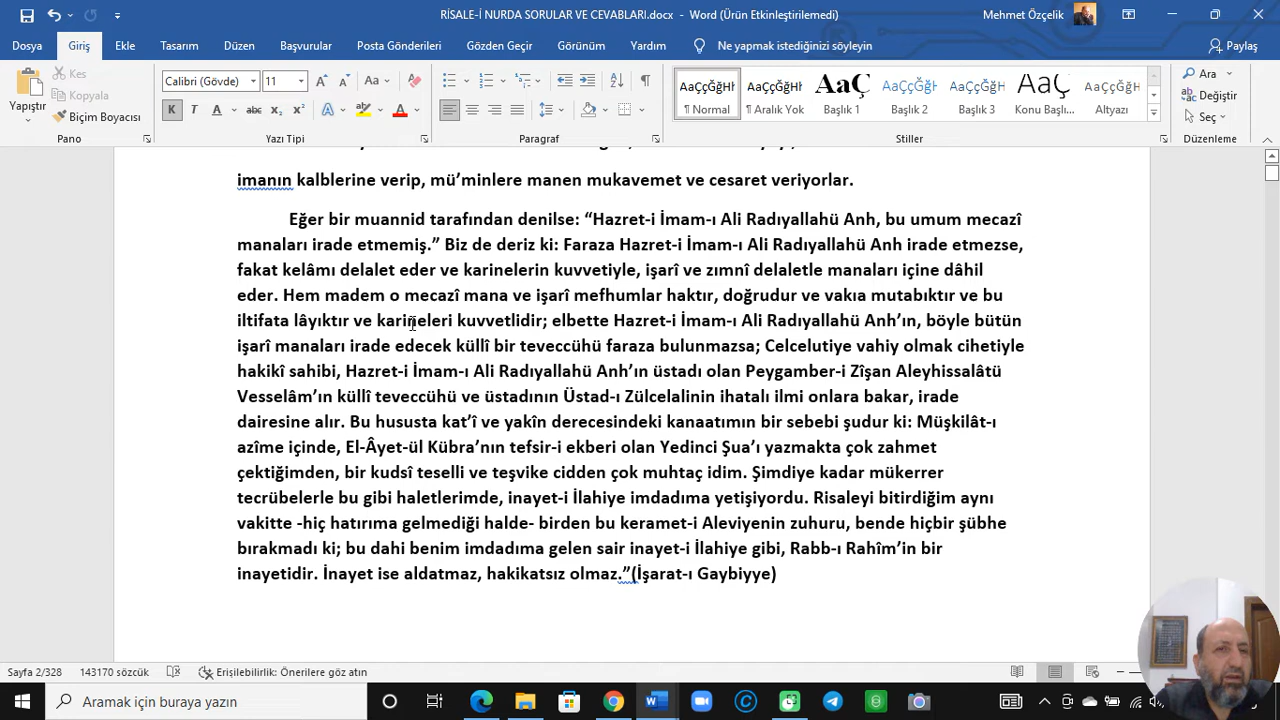 RİSALE-İ NURDA SORULAR VE CEVABLARI.docx - Word (Ürün Etkinleştirilemedi)
Mehmet Özçelik
Dosya Giriş Ekle Tasarım Düzen Başvurular Posta Gönderileri Gözden Geçir Görünüm Yardım Ne yapmak istediğinizi söyleyin Paylaş
Yapıştır
Kes
Kopyala
Biçim Boyacısı
Calibri (Gövde) 11
K T A abc x₂ x²
AaÇçĞğHł AaÇçĞğHł AaÇ AaÇçĞğl AaÇçĞğH AaÇçĞ AaÇçĞğH
Normal Aralık Yok Başlık 1 Başlık 2 Başlık 3 Konu Başlı... Altyazı
Ara
Değiştir
Seç
Pano Yazı Tipi Paragraf Stiller Düzenleme
imanın kalblerine verip, mü’minlere manen mukavemet ve cesaret veriyorlar.
Eğer bir muannid tarafından denilse: “Hazret-i İmam-ı Ali Radıyallahü Anh, bu umum mecazî
manaları irade etmemiş.” Biz de deriz ki: Faraza Hazret-i İmam-ı Ali Radıyallahü Anh irade etmezse,
fakat kelâmı delalet eder ve karinelerin kuvvetiyle, işarî ve zımnî delaletle manaları içine dâhil
eder. Hem madem o mecazî mana ve işarî mefhumlar haktır, doğrudur ve vakıa mutabıktır ve bu
iltifata lâyıktır ve karineleri kuvvetlidir; elbette Hazret-i İmam-ı Ali Radıyallahü Anh’ın, böyle bütün
işarî manaları irade edecek küllî bir teveccühü faraza bulunmazsa; Celcelutiye vahiy olmak cihetiyle
hakikî sahibi, Hazret-i İmam-ı Ali Radıyallahü Anh’ın üstadı olan Peygamber-i Zîşan Aleyhissalâtü
Vesselâm’ın küllî teveccühü ve üstadının Üstad-ı Zülcelalinin ihatalı ilmi onlara bakar, irade
dairesine alır. Bu hususta kat’î ve yakîn derecesindeki kanaatımın bir sebebi şudur ki: Müşkilât-ı
azîme içinde, El-Âyet-ül Kübra’nın tefsir-i ekberi olan Yedinci Şua’ı yazmakta çok zahmet
çektiğimden, bir kudsî teselli ve teşvike cidden çok muhtaç idim. Şimdiye kadar mükerrer
tecrübelerle bu gibi haletlerimde, inayet-i İlahiye imdadıma yetişiyordu. Risaleyi bitirdiğim aynı
vakitte -hiç hatırıma gelmediği halde- birden bu keramet-i Aleviyenin zuhuru, bende hiçbir şübhe
bırakmadı ki; bu dahi benim imdadıma gelen sair inayet-i İlahiye gibi, Rabb-ı Rahîm’in bir
inayetidir. İnayet ise aldatmaz, hakikatsız olmaz.”(İşarat-ı Gaybiyye)
Sayfa 2/328 143170 sözcük Erişilebilirlik: Önerilere göz atın
Aramak için buraya yazın